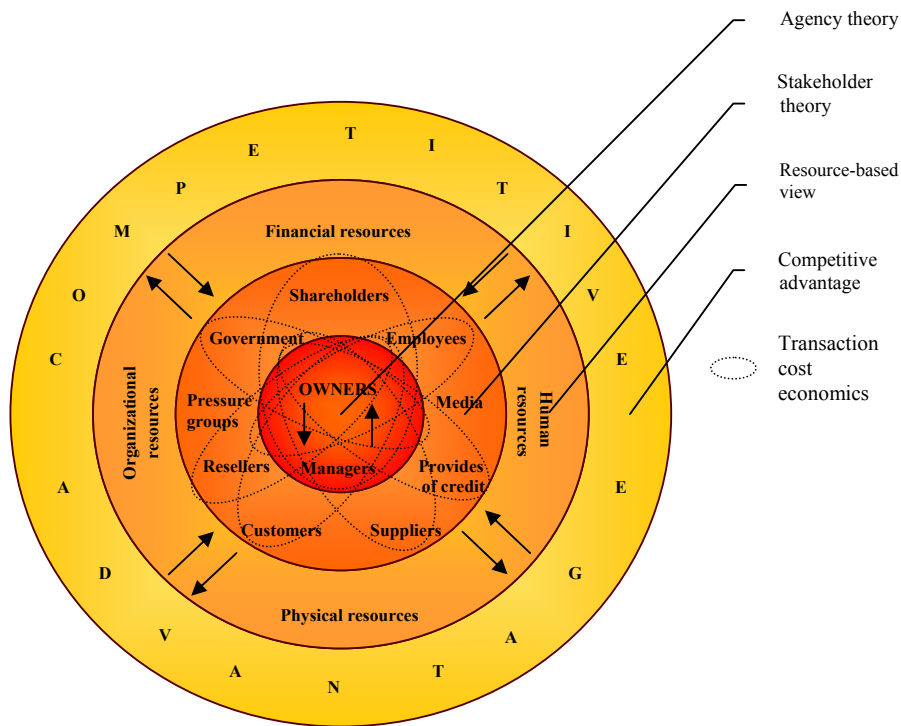 Agency theory
Stakeholder
theory
Resource-based
view
Competitive
advantage
Transaction
cost
economics
C O M P E T I T I V E
A D V A N T A G E
Financial resources
Human
resources
Physical resources
Organizational
resources
Shareholders
Government
Employees
Pressure
groups
Media
Resellers
Provides
of credit
Customers
Suppliers
OWNERS
Managers